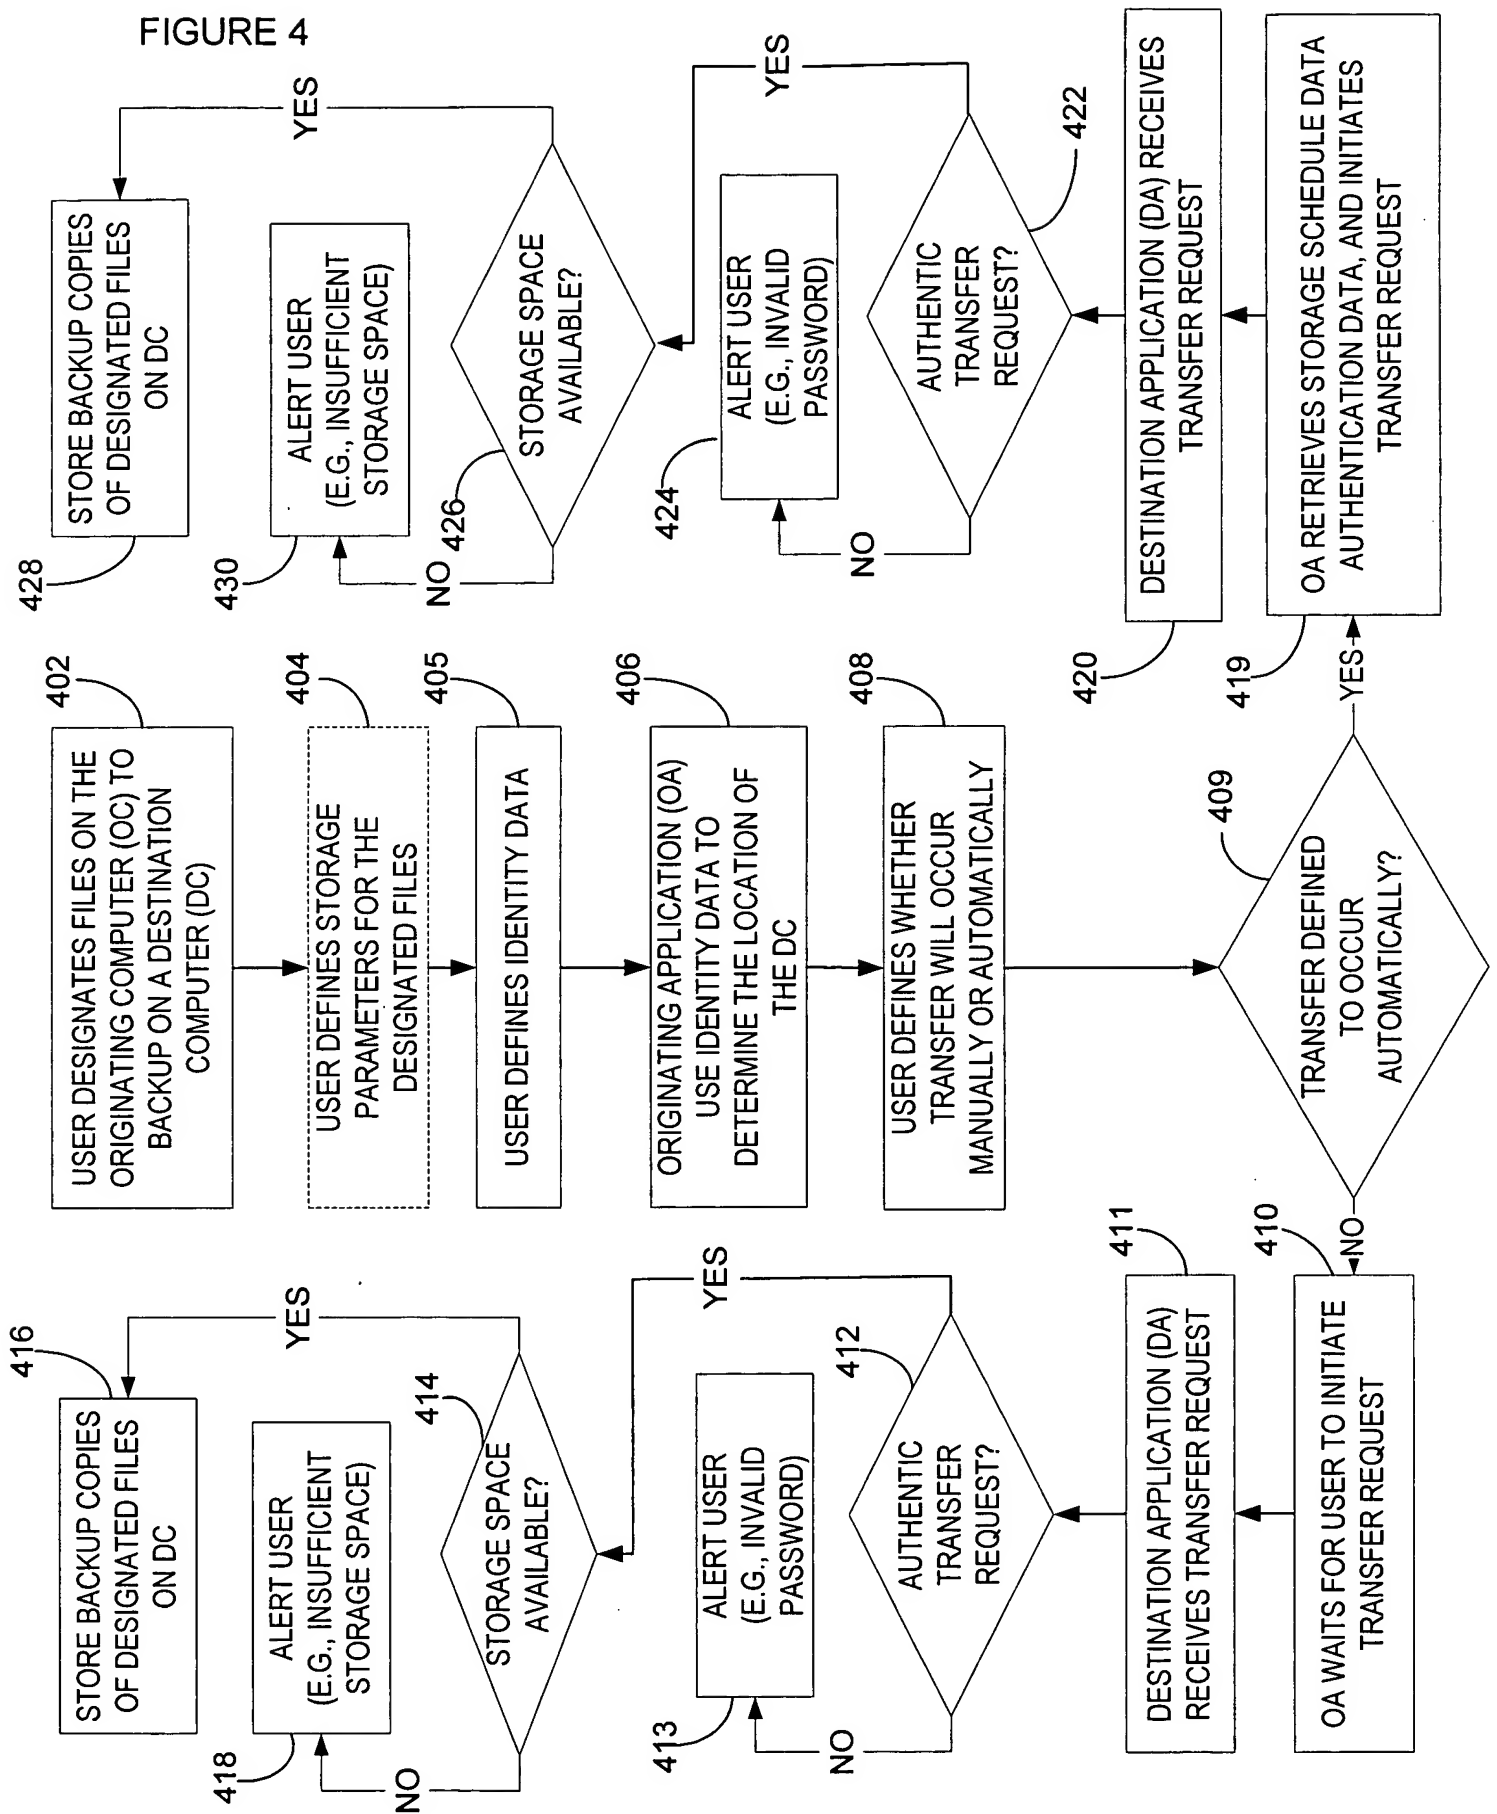 FIGURE 4
402
USER DESIGNATES FILES ON THE
ORIGINATING COMPUTER (OC) TO
BACKUP ON A DESTINATION
COMPUTER (DC)
404
USER DEFINES STORAGE
PARAMETERS FOR THE
DESIGNATED FILES
405
USER DEFINES IDENTITY DATA
406
ORIGINATING APPLICATION (OA)
USE IDENTITY DATA TO
DETERMINE THE LOCATION OF
THE DC
408
USER DEFINES WHETHER
TRANSFER WILL OCCUR
MANUALLY OR AUTOMATICALLY
409
TRANSFER DEFINED
TO OCCUR
AUTOMATICALLY?
NO
YES
410
OA WAITS FOR USER TO INITIATE
TRANSFER REQUEST
411
DESTINATION APPLICATION (DA)
RECEIVES TRANSFER REQUEST
412
AUTHENTIC
TRANSFER
REQUEST?
NO
YES
413
ALERT USER
(E.G., INVALID
PASSWORD)
414
STORAGE SPACE
AVAILABLE?
NO
YES
418
ALERT USER
(E.G., INSUFFICIENT
STORAGE SPACE)
416
STORE BACKUP COPIES
OF DESIGNATED FILES
ON DC
419
OA RETRIEVES STORAGE SCHEDULE DATA
AUTHENTICATION DATA, AND INITIATES
TRANSFER REQUEST
420
DESTINATION APPLICATION (DA) RECEIVES
TRANSFER REQUEST
422
AUTHENTIC
TRANSFER
REQUEST?
NO
YES
424
ALERT USER
(E.G., INVALID
PASSWORD)
426
STORAGE SPACE
AVAILABLE?
NO
YES
430
ALERT USER
(E.G., INSUFFICIENT
STORAGE SPACE)
428
STORE BACKUP COPIES
OF DESIGNATED FILES
ON DC